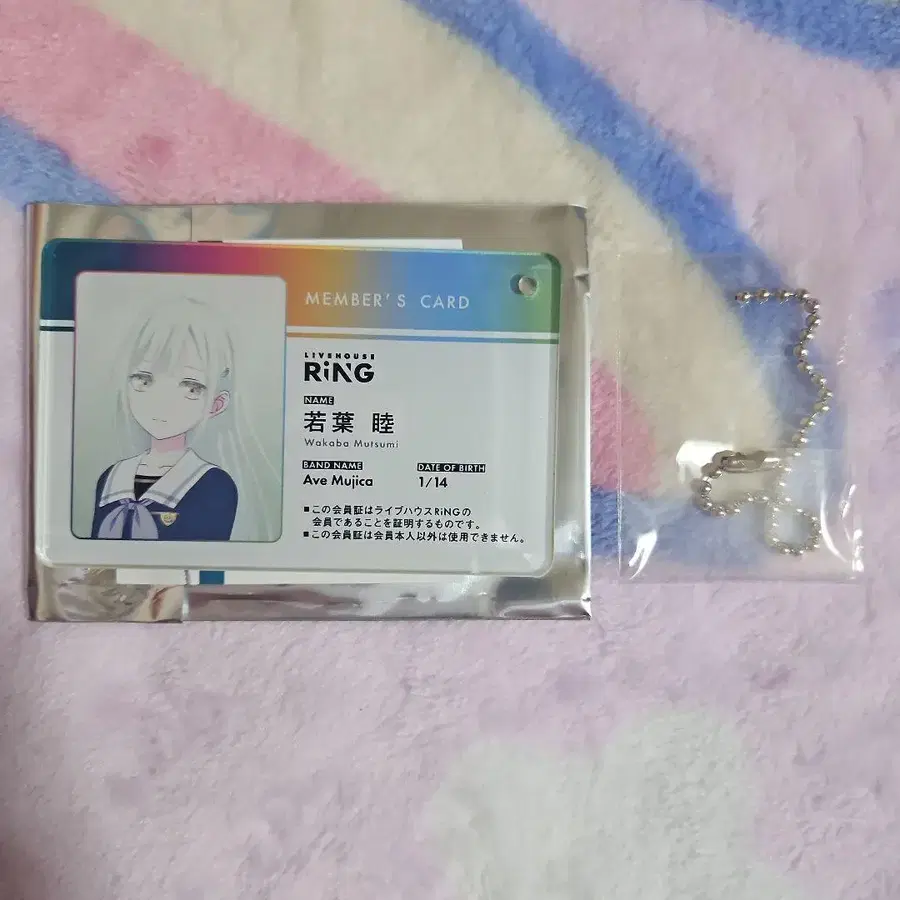 MEMBER'S CARD
LIVEHOUSE
RiNG
NAME
若葉 睦
Wakaba Mutsumi
BAND NAME
Ave Mujica
DATE OF BIRTH
1/14
■この会員証はライブハウスRiNGの
会員であることを証明するものです。
■この会員証は会員本人以外は使用できません。